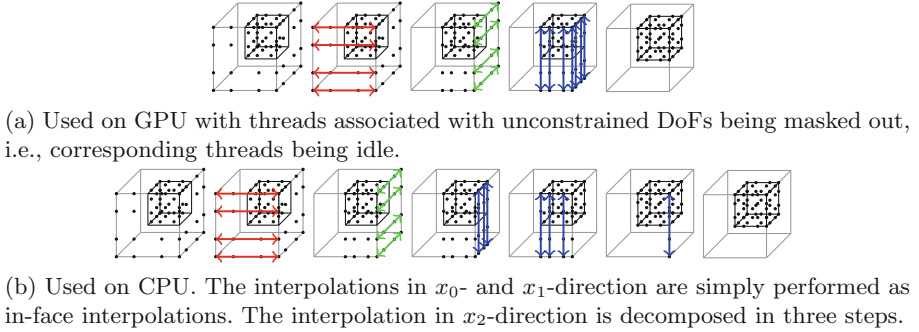 (a) Used on GPU with threads associated with unconstrained DoFs being masked out,
i.e., corresponding threads being idle.
(b) Used on CPU. The interpolations in x₀- and x₁-direction are simply performed as
in-face interpolations. The interpolation in x₂-direction is decomposed in three steps.